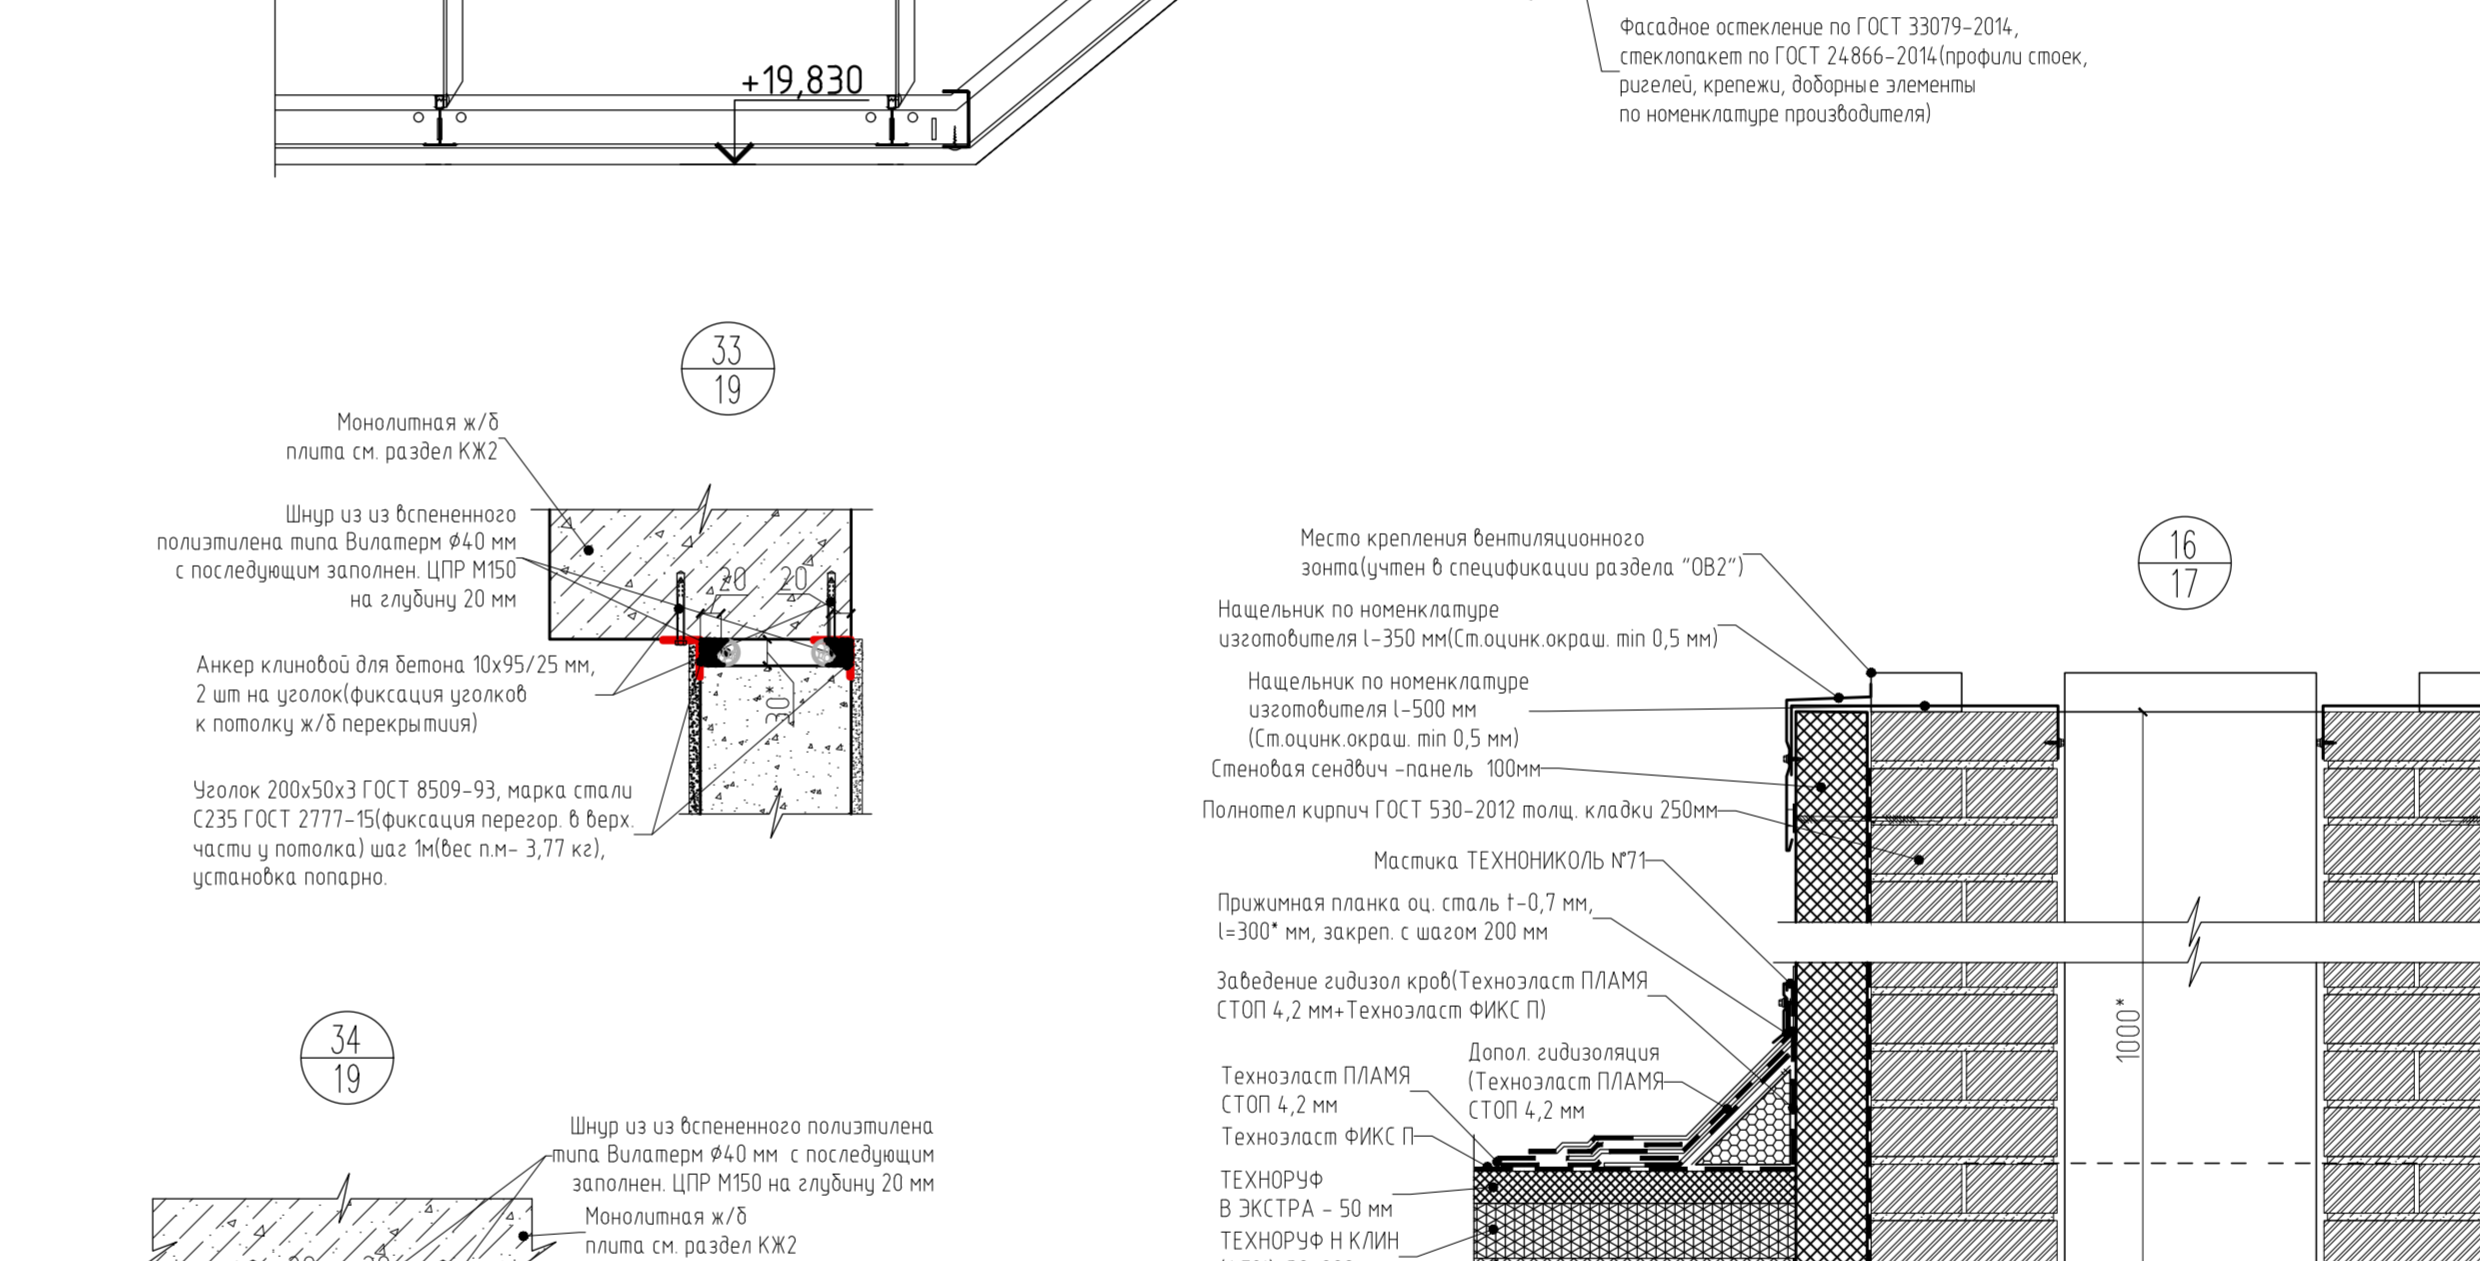 Фасадное остекление по ГОСТ 33079-2014,
стеклопакет по ГОСТ 24866-2014(профили стоек,
ригелей, крепежи, доборные элементы
по номенклатуре производителя)
+19,830
33
19
Монолитная ж/б
плита см. раздел КЖ2
Шнур из из вспененного
полиэтилена типа Вилатерм Ø40 мм
с последующим заполнен. ЦПР М150
на глубину 20 мм
20 20
30*
Анкер клиновой для бетона 10х95/25 мм,
2 шт на уголок(фиксация уголков
к потолку ж/б перекрытиия)
Уголок 200х50х3 ГОСТ 8509-93, марка стали
С235 ГОСТ 2777-15(фиксация перегор. в верх.
части у потолка) шаг 1м(вес п.м- 3,77 кг),
установка попарно.
34
19
Шнур из из вспененного полиэтилена
типа Вилатерм Ø40 мм с последующим
заполнен. ЦПР М150 на глубину 20 мм
Монолитная ж/б
плита см. раздел КЖ2
16
17
Место крепления вентиляционного
зонта(учтен в спецификации раздела "ОВ2")
Нащельник по номенклатуре
изготовителя l-350 мм(Ст.оцинк.окраш. min 0,5 мм)
Нащельник по номенклатуре
изготовителя l-500 мм
(Ст.оцинк.окраш. min 0,5 мм)
Стеновая сендвич -панель 100мм
Полнотел кирпич ГОСТ 530-2012 толщ. кладки 250мм
Мастика ТЕХНОНИКОЛЬ №71
Прижимная планка оц. сталь t-0,7 мм,
l=300* мм, закреп. с шагом 200 мм
Заведение гидизол кров(Техноэласт ПЛАМЯ
СТОП 4,2 мм+Техноэласт ФИКС П)
Допол. гидизоляция
(Техноэласт ПЛАМЯ
СТОП 4,2 мм
Техноэласт ПЛАМЯ
СТОП 4,2 мм
Техноэласт ФИКС П
ТЕХНОРУФ
В ЭКСТРА - 50 мм
ТЕХНОРУФ Н КЛИН
1000*